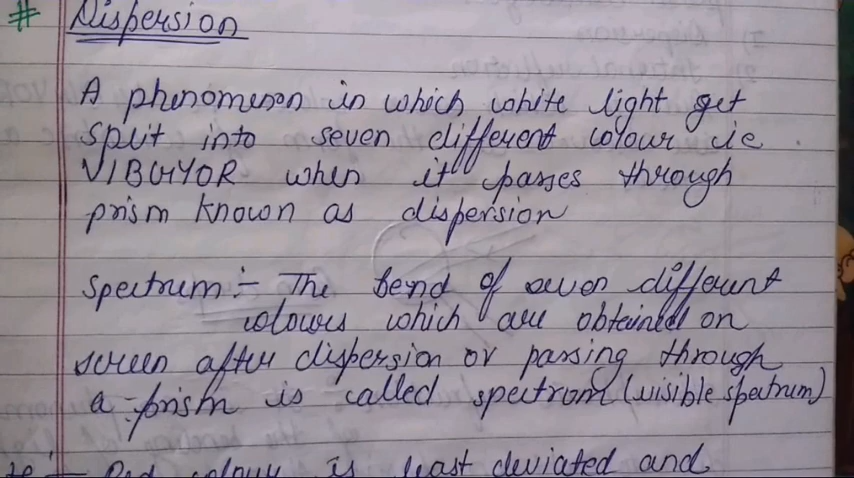 # Dispersion
A phenomenon in which white light get
split into seven different colour ie
VIBGYOR when it passes through
prism known as dispersion
Spectrum :- The bend of seven different
colours which are obtained on
screen after dispersion or passing through
a prism is called spectrum (visible spectrum)
Red colour is least deviated and